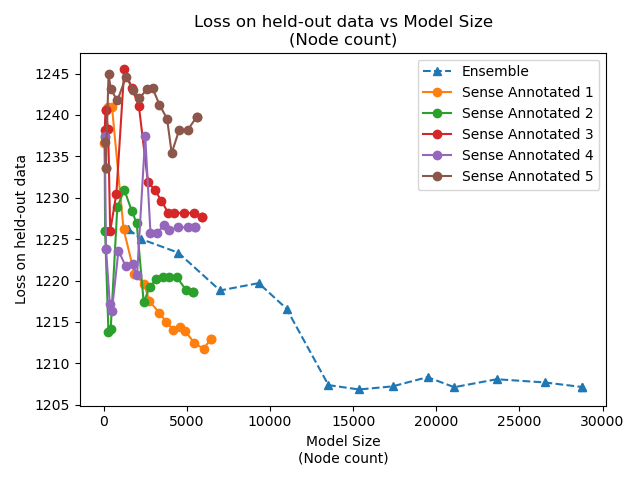 Loss on held-out data vs Model Size
(Node count)
Loss on held-out data
1245
1240
1235
1230
1225
1220
1215
1210
1205
Ensemble
Sense Annotated 1
Sense Annotated 2
Sense Annotated 3
Sense Annotated 4
Sense Annotated 5
0 5000 10000 15000 20000 25000 30000
Model Size
(Node count)